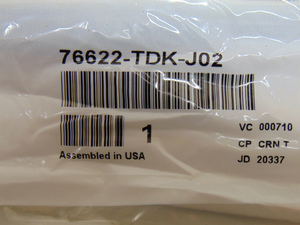 76622-TDK-J02
1
VC 000710
Assembled in USA
CP CRN T
JD 20337